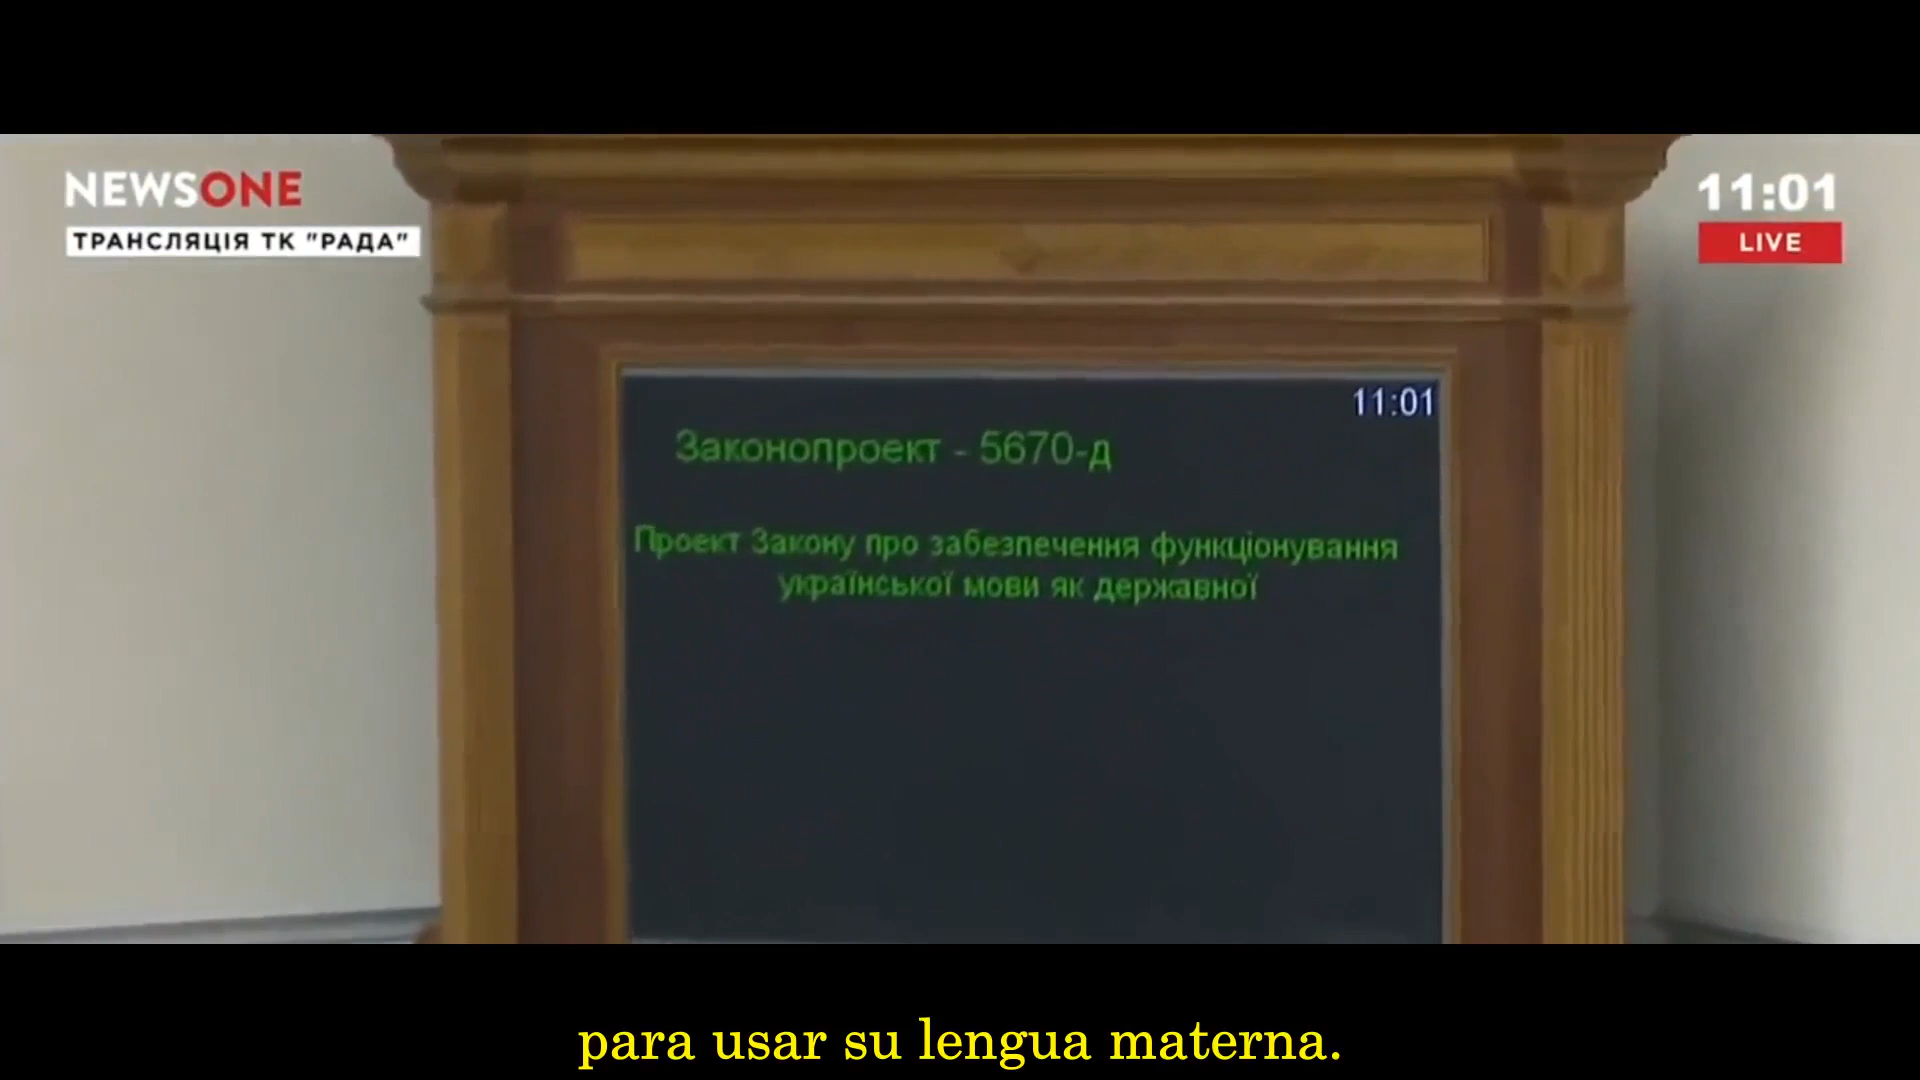 NEWSONE
ТРАНСЛЯЦІЯ ТК "РАДА"
11:01
LIVE
11:01
Законопроект - 5670-д
Проект Закону про забезпечення функціонування
української мови як державної
para usar su lengua materna.